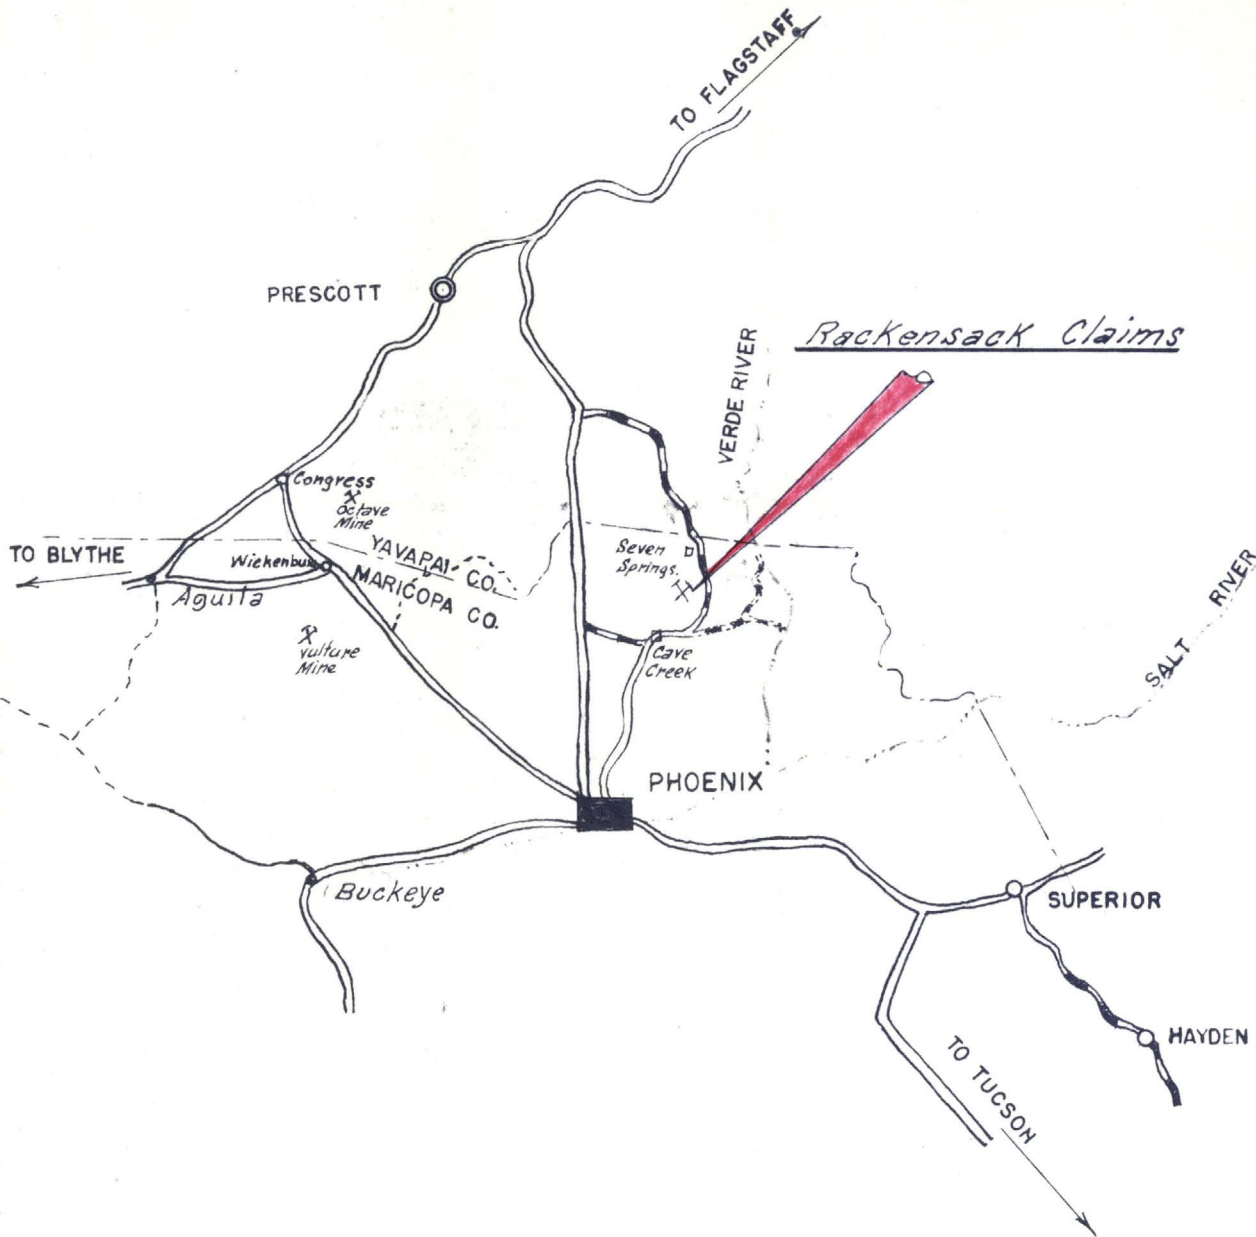 TO FLAGSTAFF
PRESCOTT
Rackensack Claims
VERDE RIVER
Congress
Octave
Mine
TO BLYTHE
YAVAPAI CO.
Seven
Springs.
Wickenburg
MARICOPA CO.
Aguila
SALT RIVER
Vulture
Mine
Cave
Creek
PHOENIX
Buckeye
SUPERIOR
HAYDEN
TO TUCSON